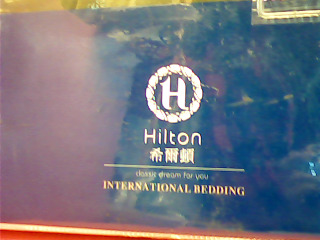 H
Hilton
希爾頓
classic dream for you
INTERNATIONAL BEDDING